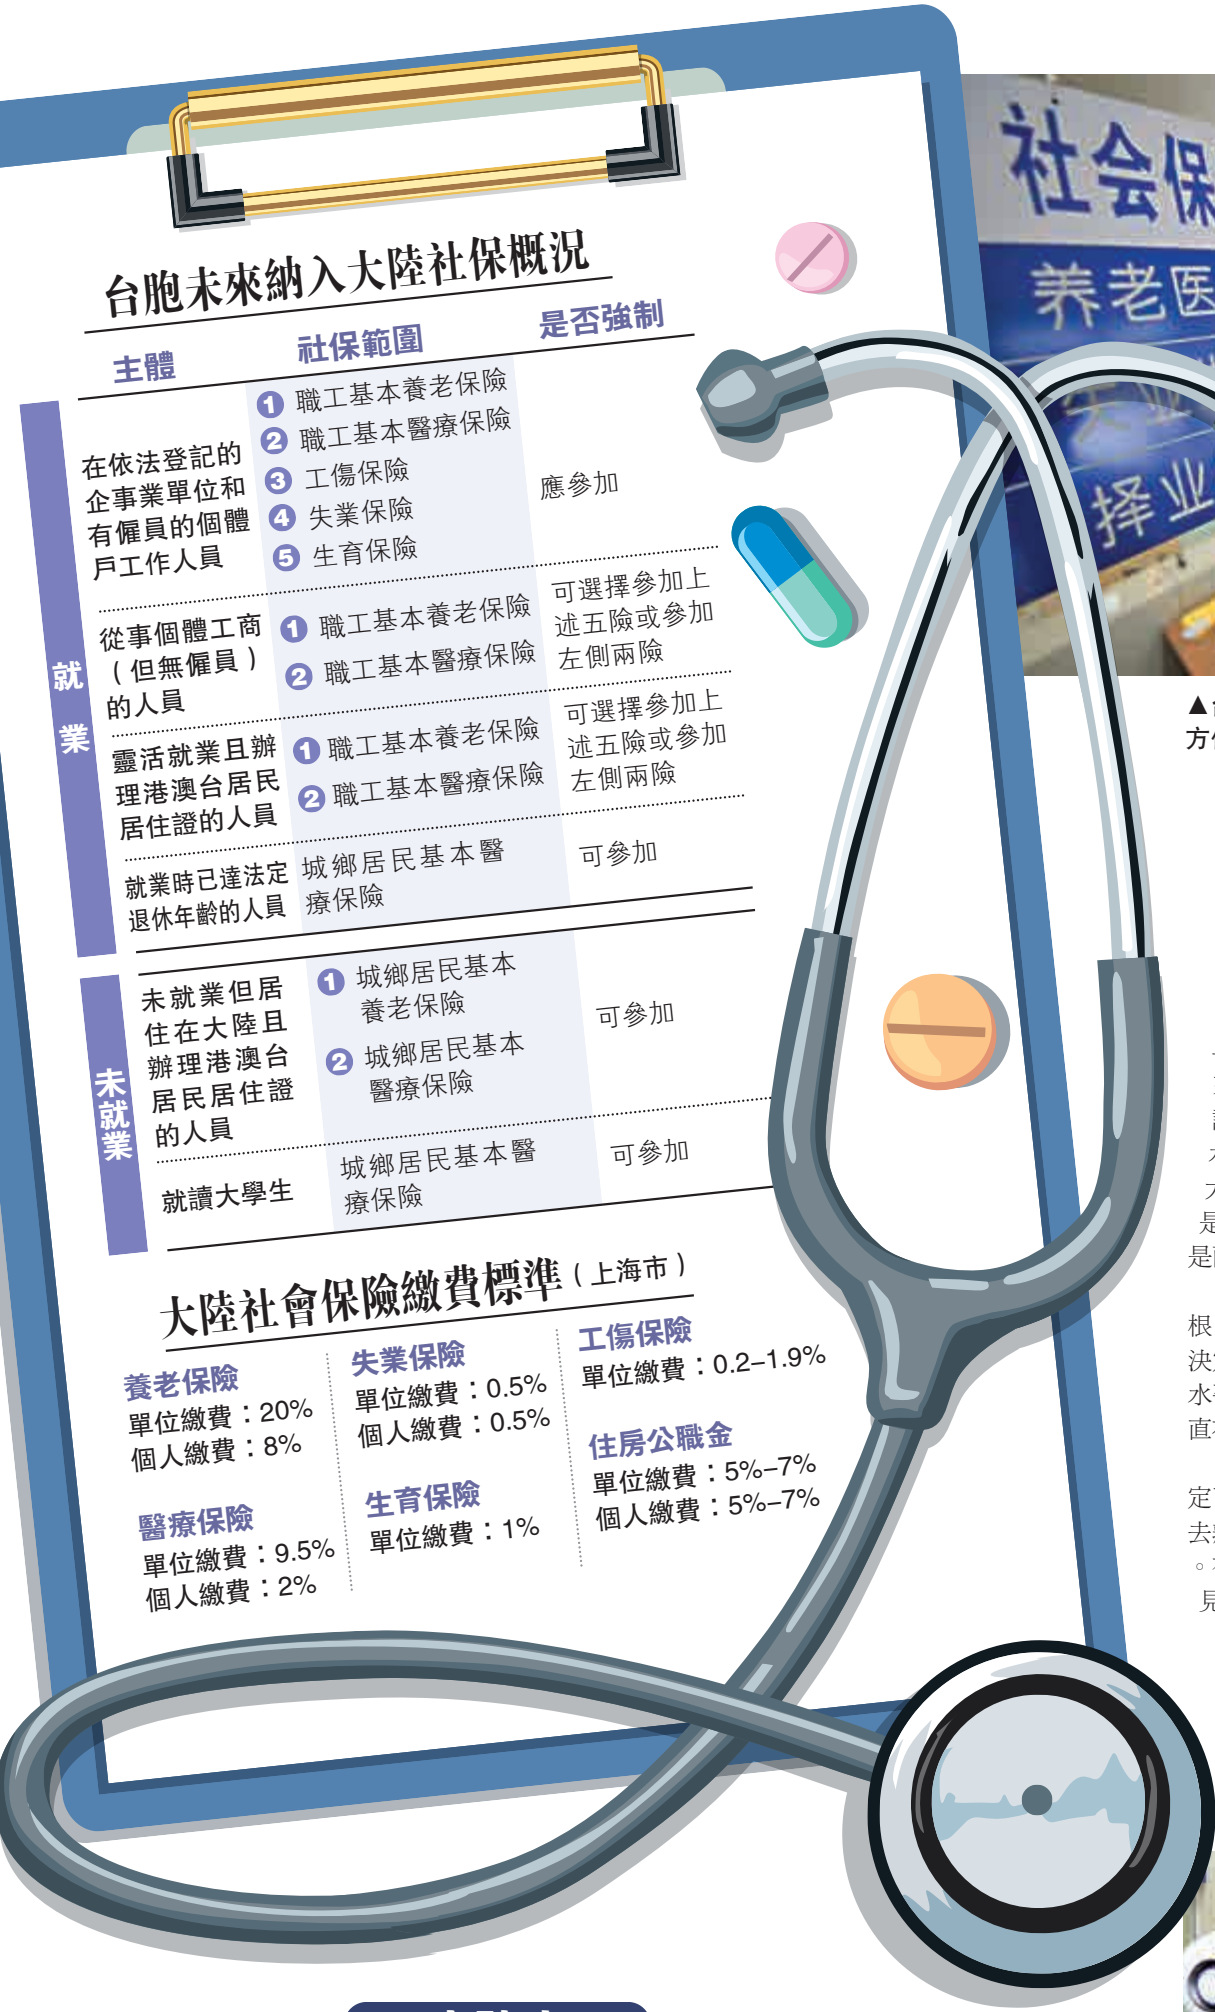 台胞未來納入大陸社保概況
主體 社保範圍 是否強制
就業
在依法登記的
企事業單位和
有僱員的個體
戶工作人員
1 職工基本養老保險
2 職工基本醫療保險
3 工傷保險
4 失業保險
5 生育保險
應參加
從事個體工商
（但無僱員）
的人員
1 職工基本養老保險
2 職工基本醫療保險
可選擇參加上
述五險或參加
左側兩險
靈活就業且辦
理港澳台居民
居住證的人員
1 職工基本養老保險
2 職工基本醫療保險
可選擇參加上
述五險或參加
左側兩險
就業時已達法定
退休年齡的人員
城鄉居民基本醫
療保險
可參加
未就業
未就業但居
住在大陸且
辦理港澳台
居民居住證
的人員
1 城鄉居民基本
養老保險
2 城鄉居民基本
醫療保險
可參加
就讀大學生
城鄉居民基本醫
療保險
可參加
大陸社會保險繳費標準（上海市）
養老保險
單位繳費：20%
個人繳費：8%
醫療保險
單位繳費：9.5%
個人繳費：2%
失業保險
單位繳費：0.5%
個人繳費：0.5%
生育保險
單位繳費：1%
工傷保險
單位繳費：0.2–1.9%
住房公職金
單位繳費：5%–7%
個人繳費：5%–7%
社会保
养老医
择业
▲
方
是
是
根
決
水
直
定
去
。
見